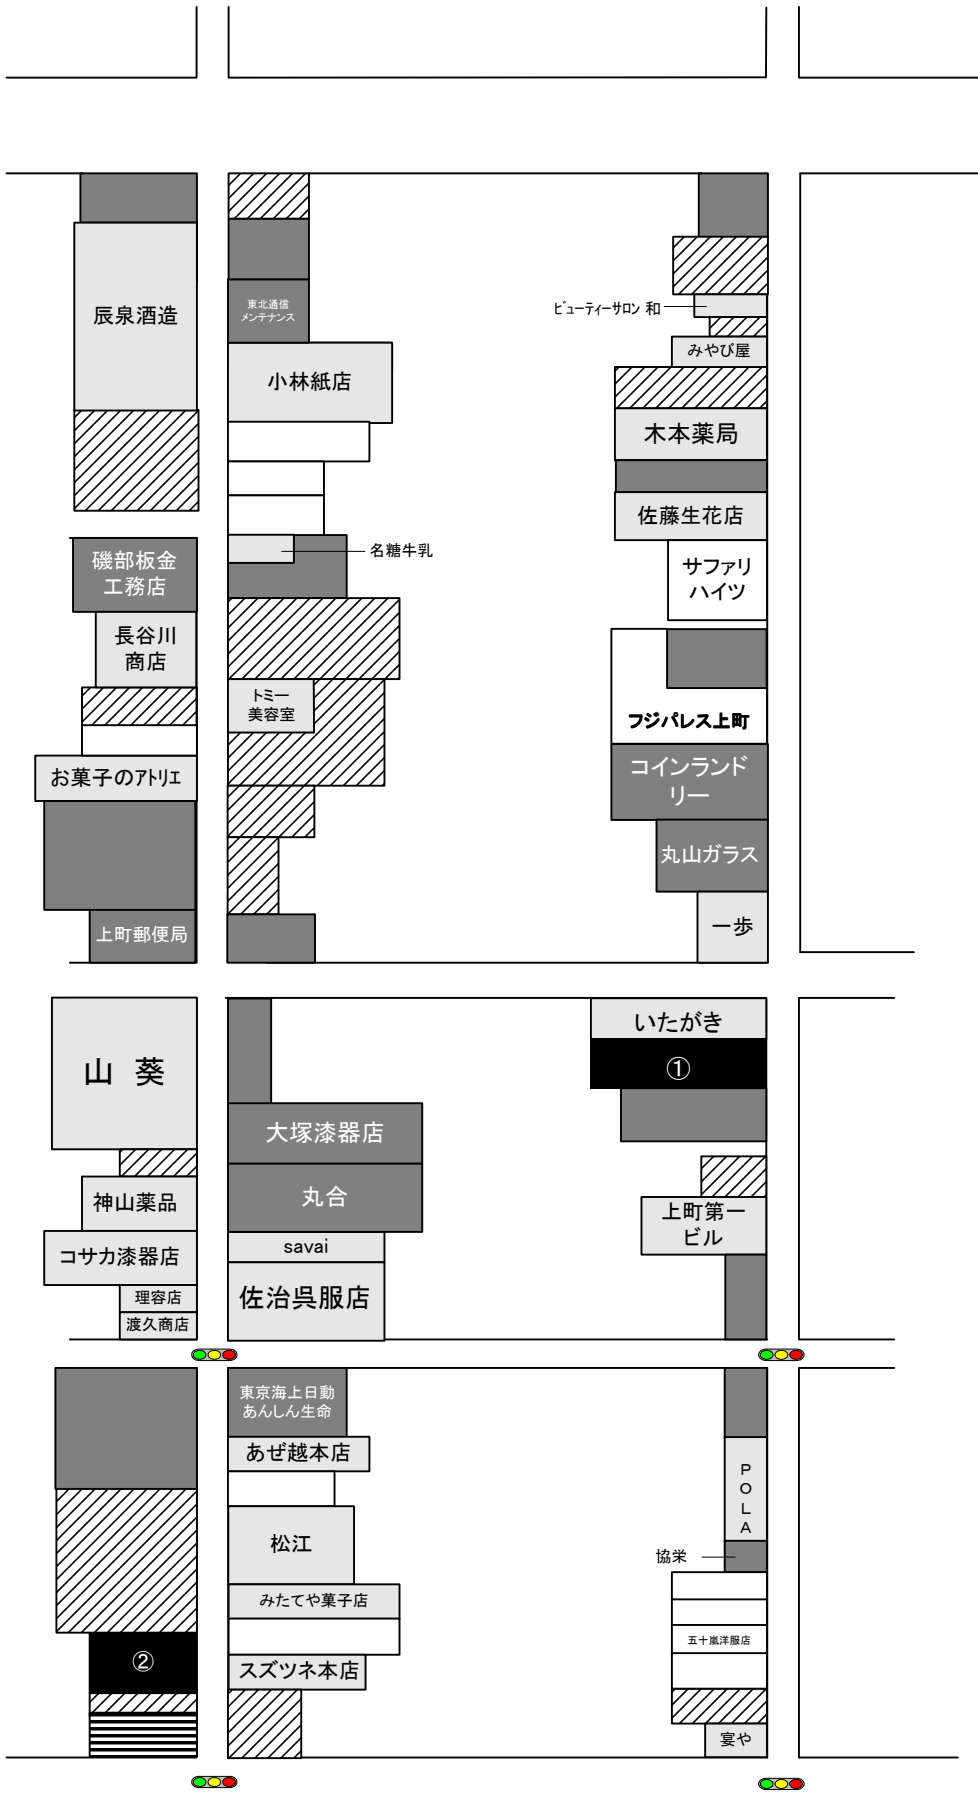 辰泉酒造
磯部板金
工務店
長谷川
商店
お菓子のアトリエ
上町郵便局
東北通信
メンテナンス
小林紙店
名糖牛乳
トミー
美容室
ビューティーサロン 和
みやび屋
木本薬局
佐藤生花店
サファリ
ハイツ
フジパレス上町
コインランド
リー
丸山ガラス
一歩
山 葵
神山薬品
コサカ漆器店
理容店
渡久商店
大塚漆器店
丸合
savai
佐治呉服店
いたがき
①
上町第一
ビル
②
東京海上日動
あんしん生命
あぜ越本店
松江
みたてや菓子店
スズツネ本店
P
O
L
A
協栄
五十嵐洋服店
宴や